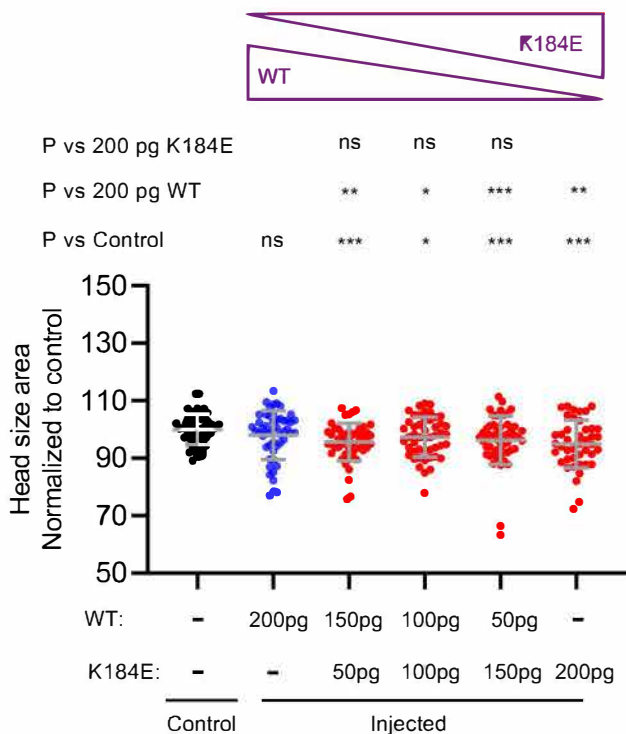 K184E
WT
P vs 200 pg K184E ns ns ns
P vs 200 pg WT ** * *** **
P vs Control ns *** * *** ***
150
130
110
90
70
50
Head size area
Normalized to control
WT: - 200pg 150pg 100pg 50pg -
K184E: - - 50pg 100pg 150pg 200pg
Control Injected